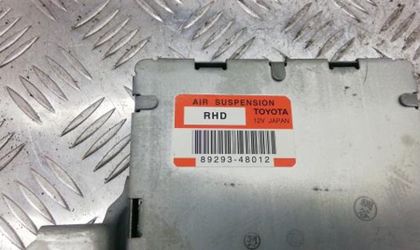 AIR SUSPENSION
RHD TOYOTA
12V JAPAN
89293-48012